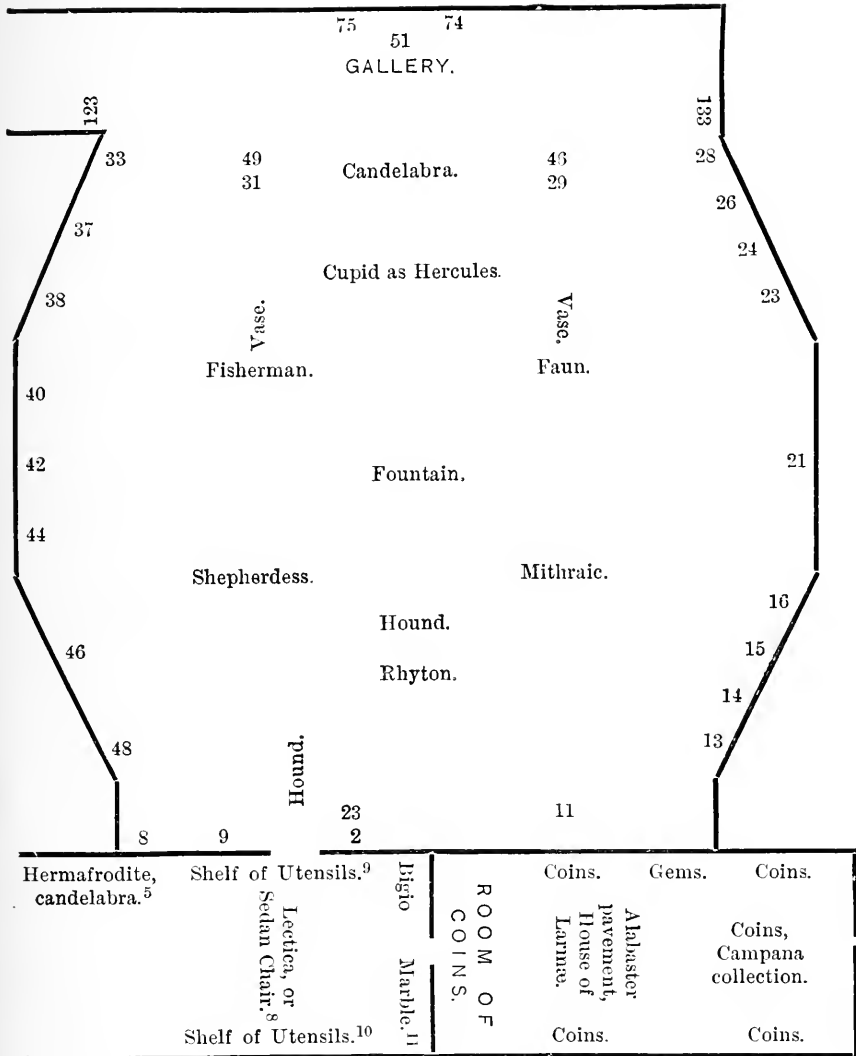 75 74
51
GALLERY.
123
133
33 49 Candelabra. 46 28
31 29
26
37
24
Cupid as Hercules.
38 23
Vase. Vase.
Fisherman. Faun.
40
42 Fountain. 21
44
Shepherdess. Mithraic.
16
Hound.
46 15
Rhyton.
14
48 13
Hound.
23 11
8 9 2
Hermafrodite,
candelabra.5
Shelf of Utensils.9
Lectica, or
Sedan Chair.8
Shelf of Utensils.10
Bigio Marble.11
ROOM OF
COINS.
Coins. Gems. Coins.
Alabaster
pavement,
House of
Larmæ.
Coins,
Campana
collection.
Coins. Coins.